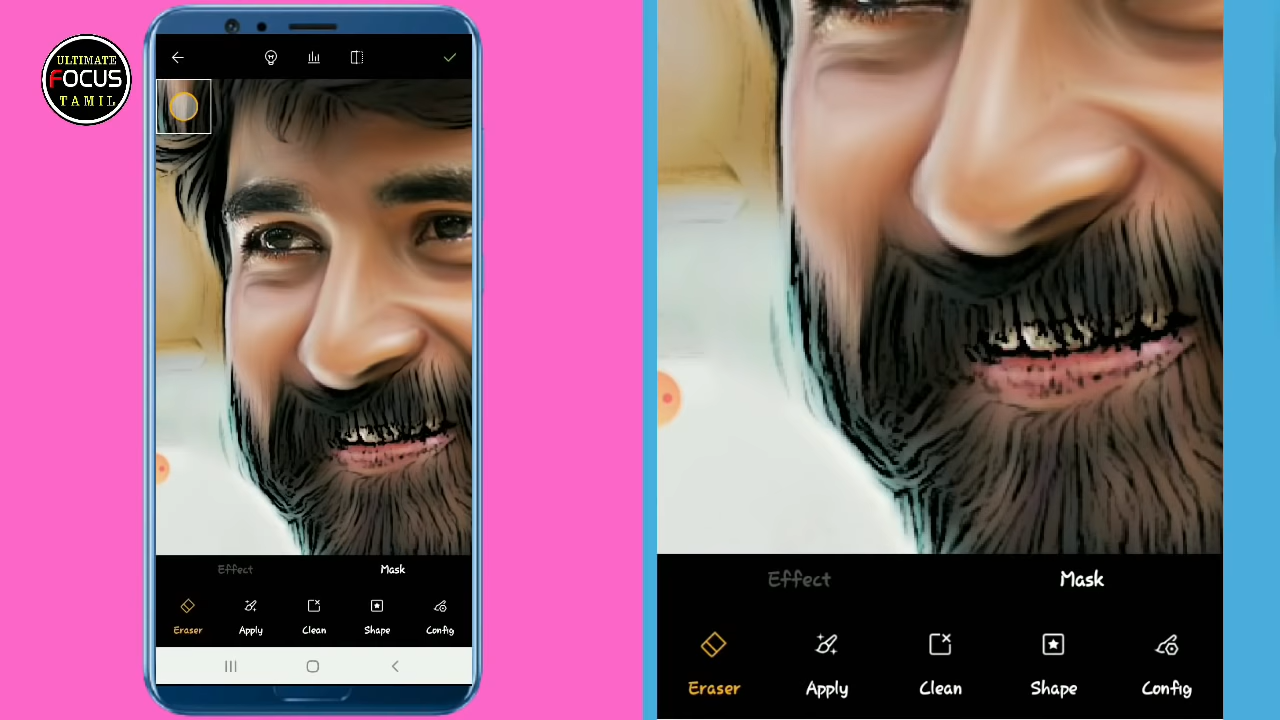 ULTIMATE
FOCUS
TAMIL
Effect Mask
Eraser Apply Clean Shape Config
Effect Mask
Eraser Apply Clean Shape Config